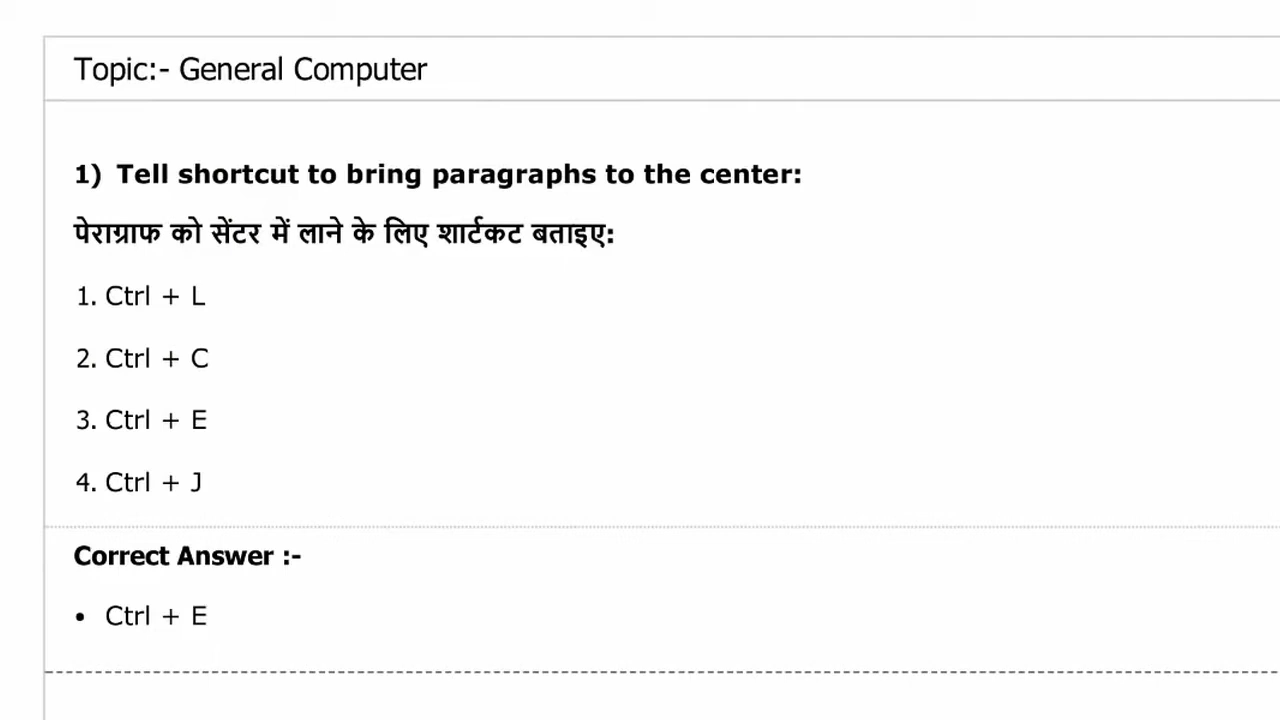 Topic:- General Computer
1) Tell shortcut to bring paragraphs to the center:
पेराग्राफ को सेंटर में लाने के लिए शार्टकट बताइए:
1. Ctrl + L
2. Ctrl + C
3. Ctrl + E
4. Ctrl + J
Correct Answer :-
• Ctrl + E